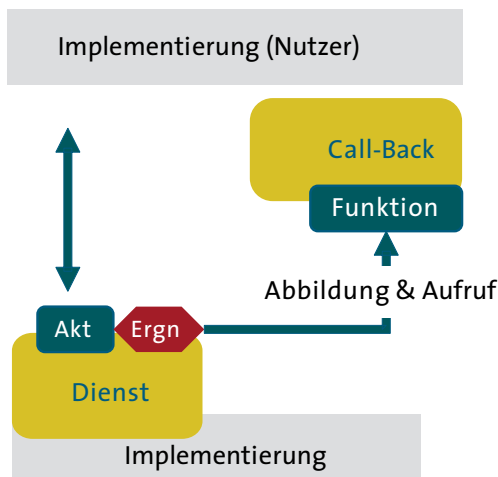 Implementierung (Nutzer)
Call-Back
Funktion
Abbildung & Aufruf
Akt
Ergn
Dienst
Implementierung